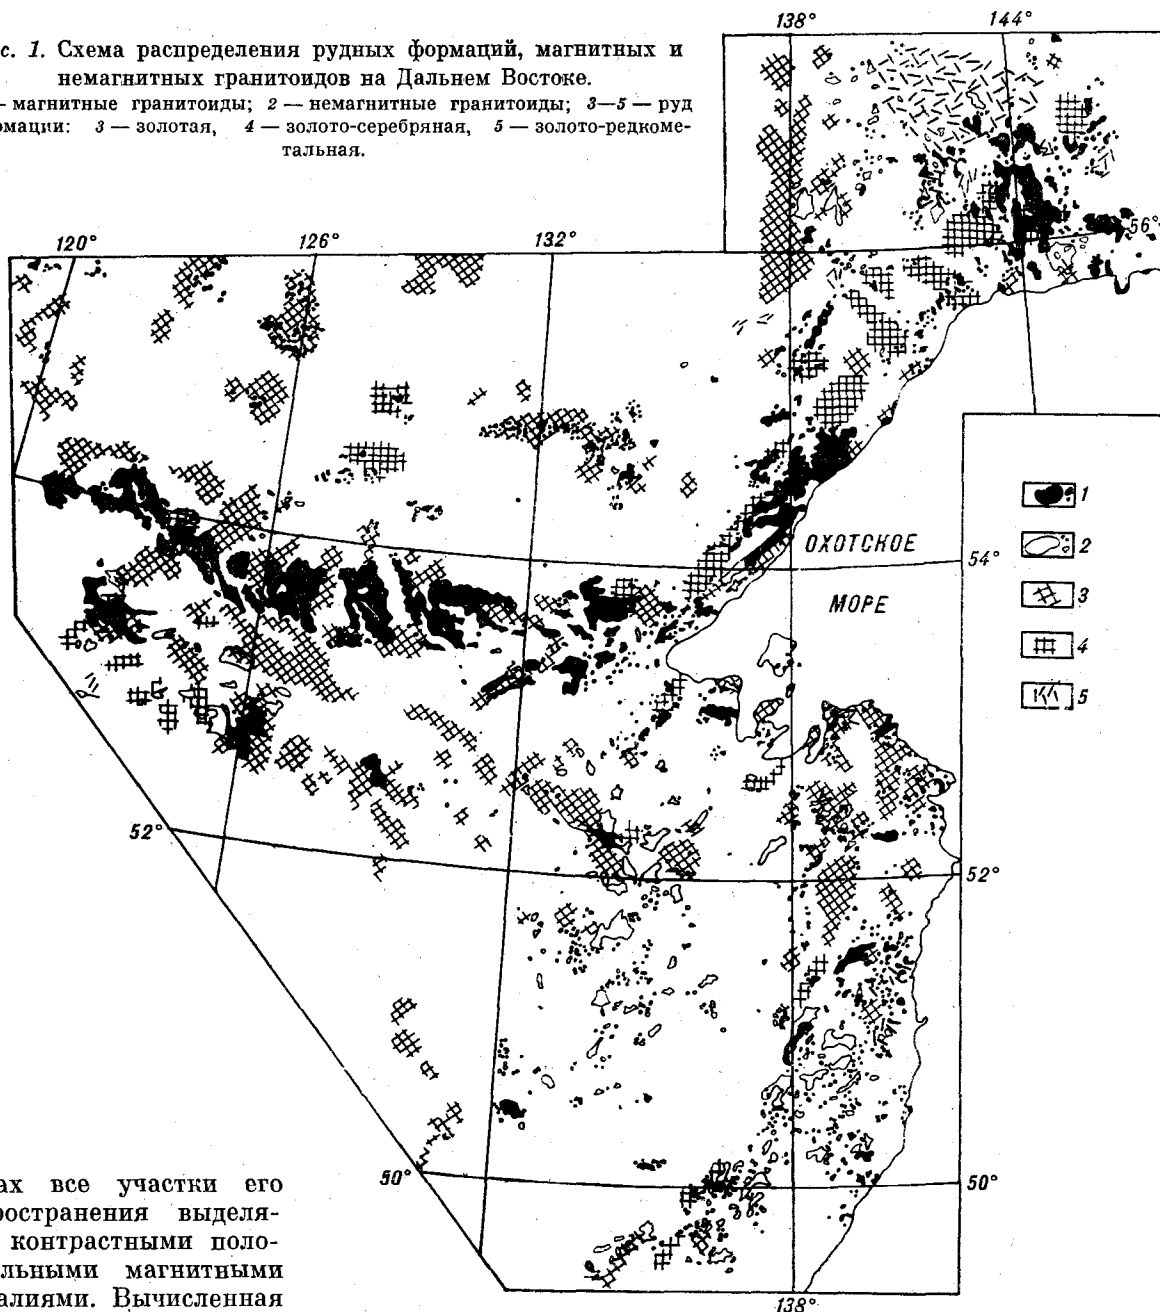 с. 1. Схема распределения рудных формаций, магнитных и
немагнитных гранитоидов на Дальнем Востоке.
— магнитные гранитоиды; 2 — немагнитные гранитоиды; 3—5 — руд
рмации: 3 — золотая, 4 — золото-серебряная, 5 — золото-редкоме-
тальная.
138° 144°
56°
120° 126° 132°
1
2
3
4
5
ОХОТСКОЕ
МОРЕ
54°
52°
52°
50°
50°
138°
ах все участки его
ространения выделя-
контрастными поло-
льными магнитными
алиями. Вычисленная